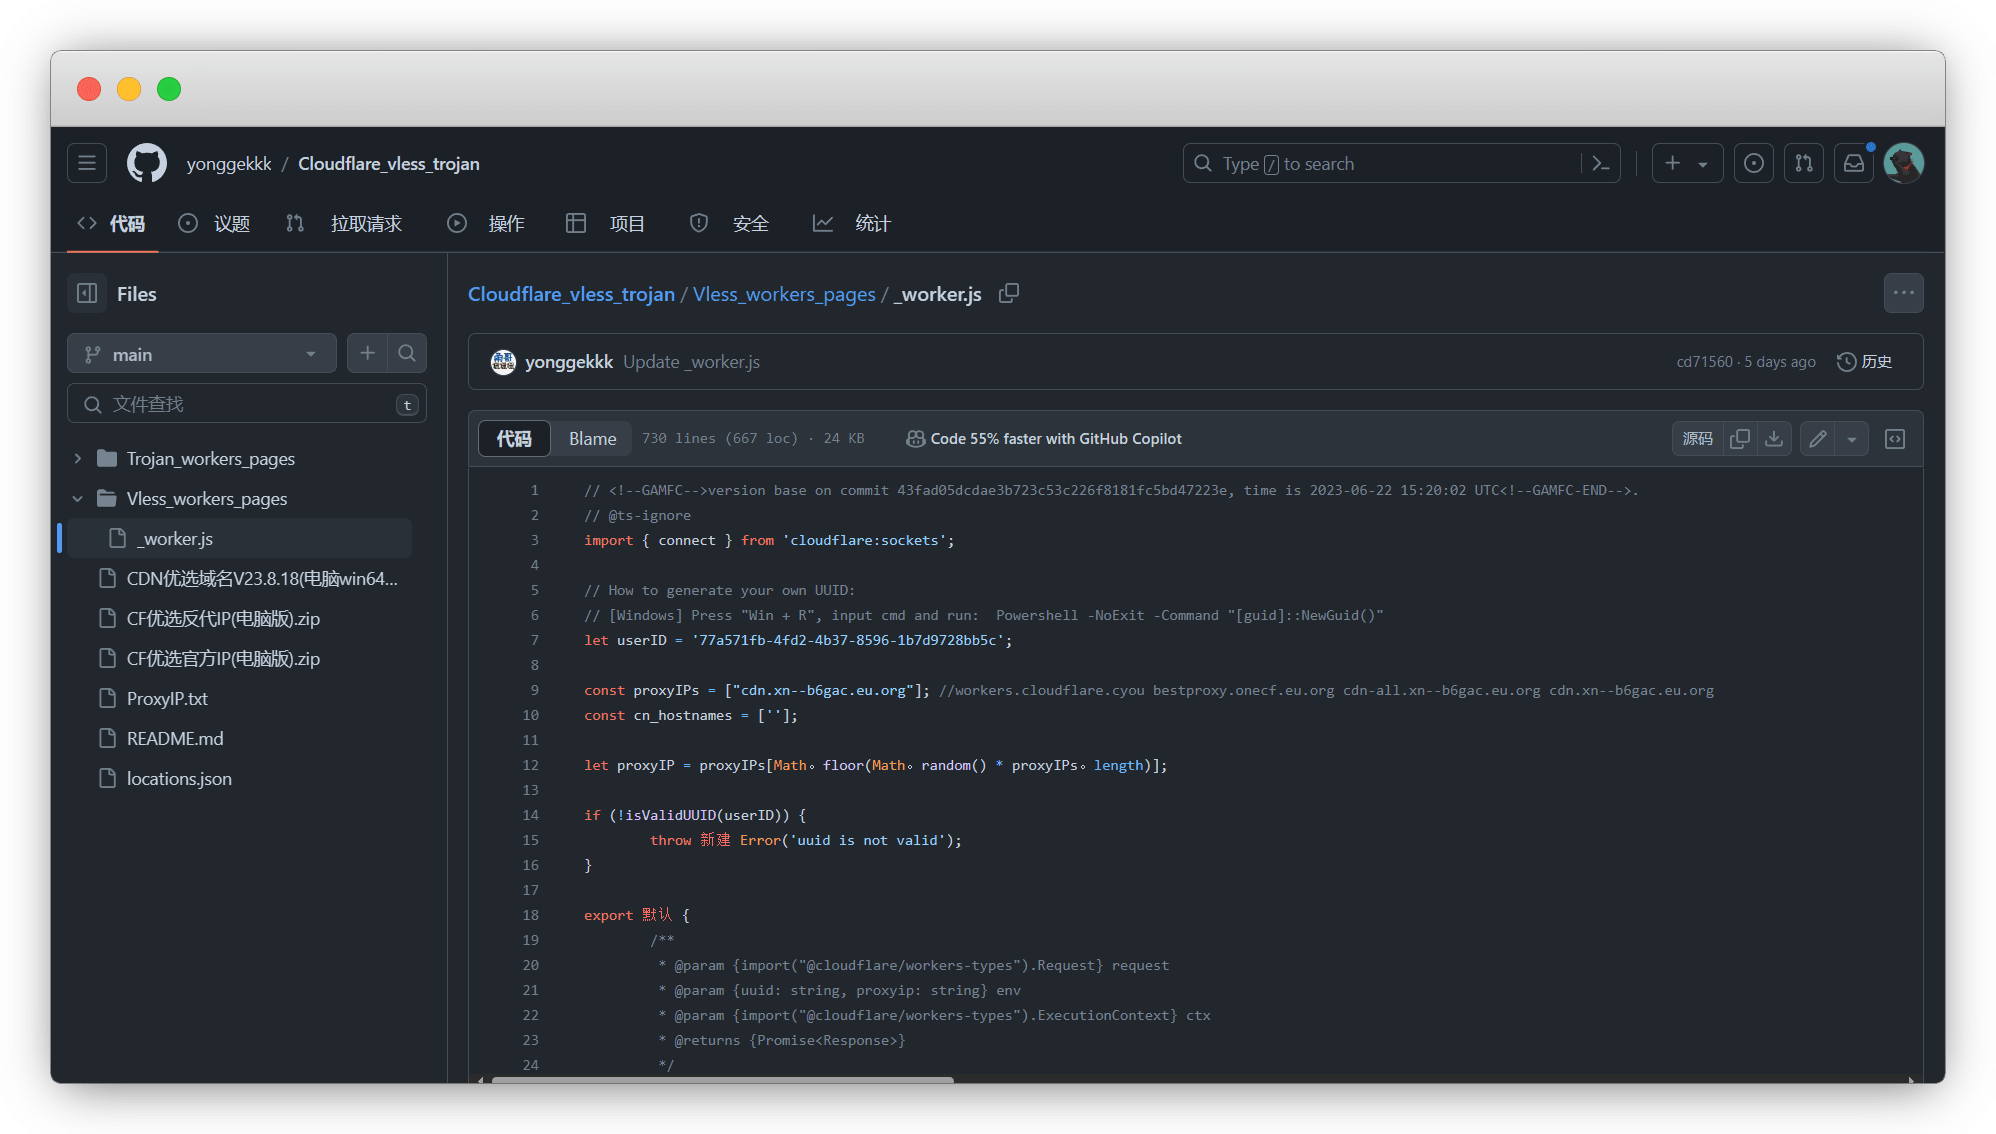 yonggekkk / Cloudflare_vless_trojan
Type / to search
代码 议题 拉取请求 操作 项目 安全 统计
Files
main
文件查找
t
Trojan_workers_pages
Vless_workers_pages
_worker.js
CDN优选域名V23.8.18(电脑win64...
CF优选反代IP(电脑版).zip
CF优选官方IP(电脑版).zip
ProxyIP.txt
README.md
locations.json
Cloudflare_vless_trojan / Vless_workers_pages / _worker.js
yonggekkk Update _worker.js
cd71560 · 5 days ago 历史
代码 Blame 730 lines (667 loc) · 24 KB Code 55% faster with GitHub Copilot 源码
1 // <!--GAMFC-->version base on commit 43fad05dcdae3b723c53c226f8181fc5bd47223e, time is 2023-06-22 15:20:02 UTC<!--GAMFC-END-->.
2 // @ts-ignore
3 import { connect } from 'cloudflare:sockets';
4
5 // How to generate your own UUID:
6 // [Windows] Press "Win + R", input cmd and run:  Powershell -NoExit -Command "[guid]::NewGuid()"
7 let userID = '77a571fb-4fd2-4b37-8596-1b7d9728bb5c';
8
9 const proxyIPs = ["cdn.xn--b6gac.eu.org"]; //workers.cloudflare.cyou bestproxy.onecf.eu.org cdn-all.xn--b6gac.eu.org cdn.xn--b6gac.eu.org
10 const cn_hostnames = [''];
11
12 let proxyIP = proxyIPs[Math。floor(Math。random() * proxyIPs。length)];
13
14 if (!isValidUUID(userID)) {
15 throw 新建 Error('uuid is not valid');
16 }
17
18 export 默认 {
19 /**
20 * @param {import("@cloudflare/workers-types").Request} request
21 * @param {uuid: string, proxyip: string} env
22 * @param {import("@cloudflare/workers-types").ExecutionContext} ctx
23 * @returns {Promise<Response>}
24 */